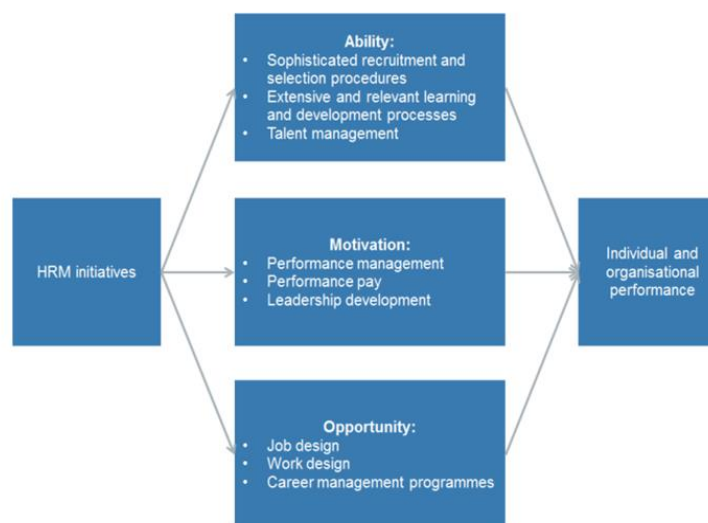 Ability:
• Sophisticated recruitment and
selection procedures
• Extensive and relevant learning
and development processes
• Talent management
HRM initiatives
Motivation:
• Performance management
• Performance pay
• Leadership development
Individual and
organisational
performance
Opportunity:
• Job design
• Work design
• Career management programmes